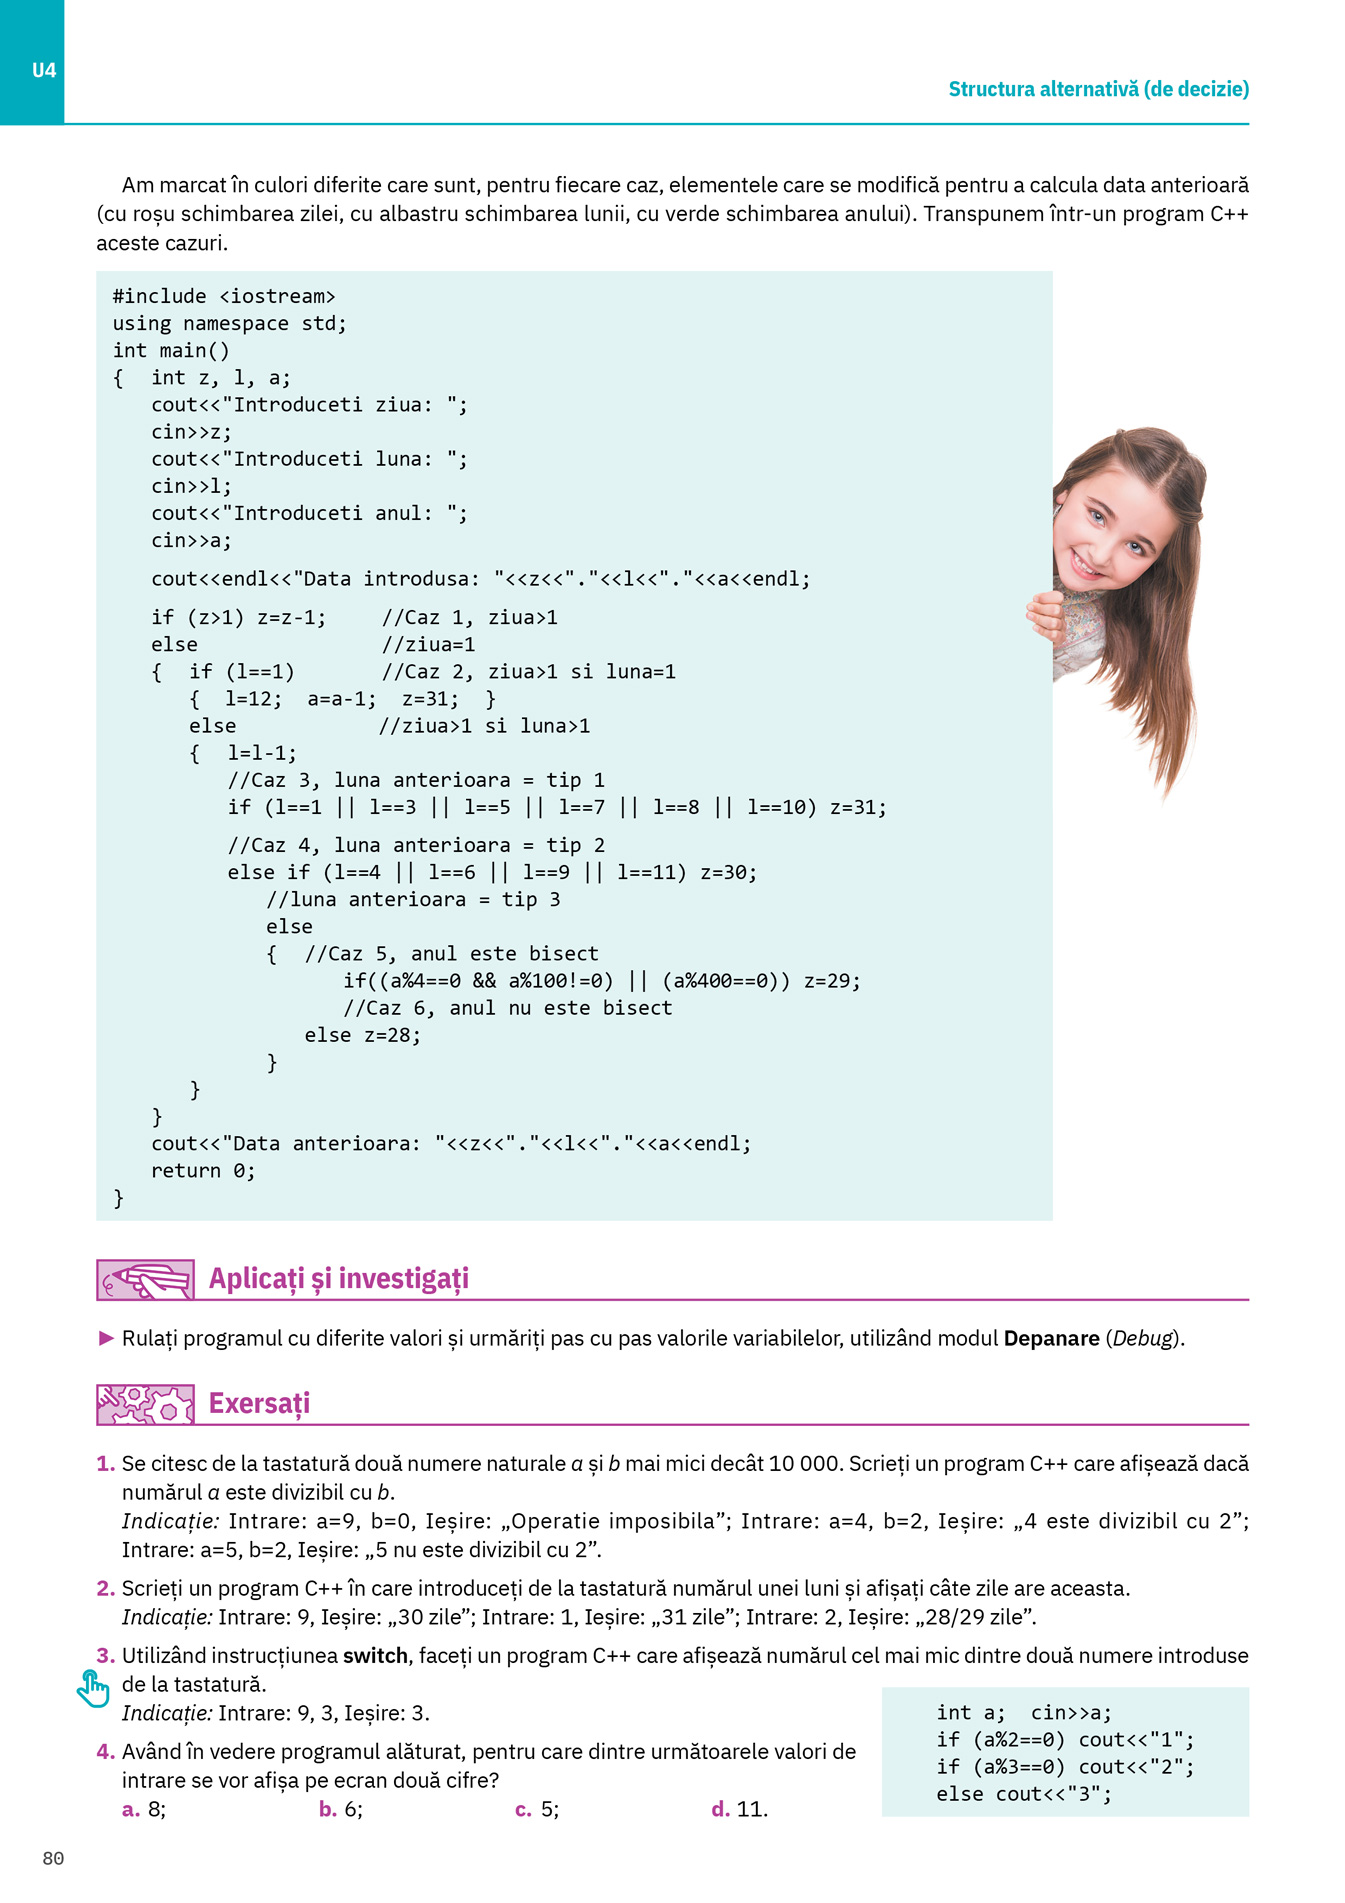 U4
Structura alternativă (de decizie)
Am marcat în culori diferite care sunt, pentru fiecare caz, elementele care se modifică pentru a calcula data anterioară
(cu roșu schimbarea zilei, cu albastru schimbarea lunii, cu verde schimbarea anului). Transpunem într-un program C++
aceste cazuri.
#include <iostream>
using namespace std;
int main()
{ int z, l, a;
cout<<"Introduceti ziua: ";
cin>>z;
cout<<"Introduceti luna: ";
cin>>l;
cout<<"Introduceti anul: ";
cin>>a;
cout<<endl<<"Data introdusa: "<<z<<"."<<l<<"."<<a<<endl;
if (z>1) z=z-1; //Caz 1, ziua>1
else //ziua=1
{ if (l==1) //Caz 2, ziua>1 si luna=1
{ l=12; a=a-1; z=31; }
else //ziua>1 si luna>1
{ l=l-1;
//Caz 3, luna anterioara = tip 1
if (l==1 || l==3 || l==5 || l==7 || l==8 || l==10) z=31;
//Caz 4, luna anterioara = tip 2
else if (l==4 || l==6 || l==9 || l==11) z=30;
//luna anterioara = tip 3
else
{ //Caz 5, anul este bisect
if((a%4==0 && a%100!=0) || (a%400==0)) z=29;
//Caz 6, anul nu este bisect
else z=28;
}
}
}
cout<<"Data anterioara: "<<z<<"."<<l<<"."<<a<<endl;
return 0;
}
Aplicați și investigați
► Rulați programul cu diferite valori și urmăriți pas cu pas valorile variabilelor, utilizând modul Depanare (Debug).
Exersați
1. Se citesc de la tastatură două numere naturale a și b mai mici decât 10 000. Scrieți un program C++ care afișează dacă
numărul a este divizibil cu b.
Indicație: Intrare: a=9, b=0, Ieșire: „Operatie imposibila”; Intrare: a=4, b=2, Ieșire: „4 este divizibil cu 2”;
Intrare: a=5, b=2, Ieșire: „5 nu este divizibil cu 2”.
2. Scrieți un program C++ în care introduceți de la tastatură numărul unei luni și afișați câte zile are aceasta.
Indicație: Intrare: 9, Ieșire: „30 zile”; Intrare: 1, Ieșire: „31 zile”; Intrare: 2, Ieșire: „28/29 zile”.
3. Utilizând instrucțiunea switch, faceți un program C++ care afișează numărul cel mai mic dintre două numere introduse
de la tastatură.
Indicație: Intrare: 9, 3, Ieșire: 3.
4. Având în vedere programul alăturat, pentru care dintre următoarele valori de
intrare se vor afișa pe ecran două cifre?
a. 8; b. 6; c. 5; d. 11.
int a; cin>>a;
if (a%2==0) cout<<"1";
if (a%3==0) cout<<"2";
else cout<<"3";
80